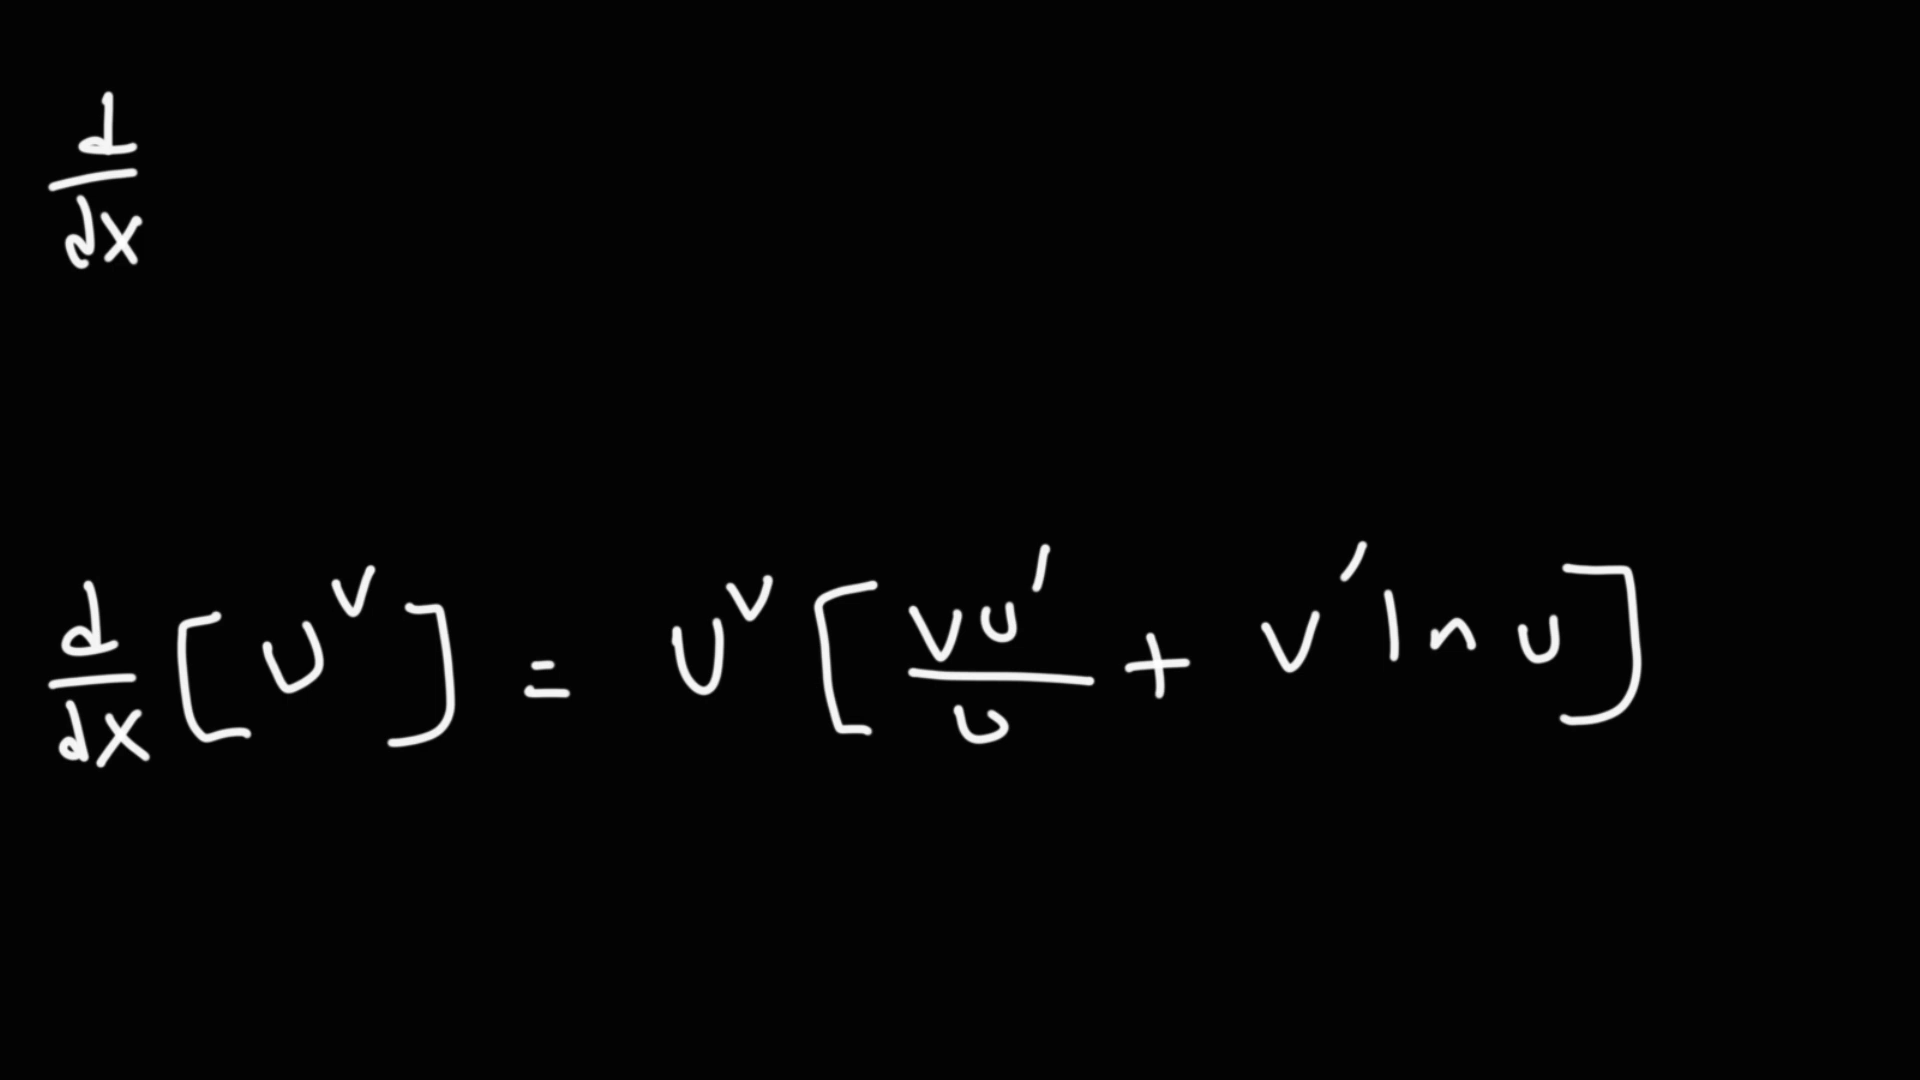 d/dx
d/dx [u^v] = u^v [vu'/u + v' ln u]